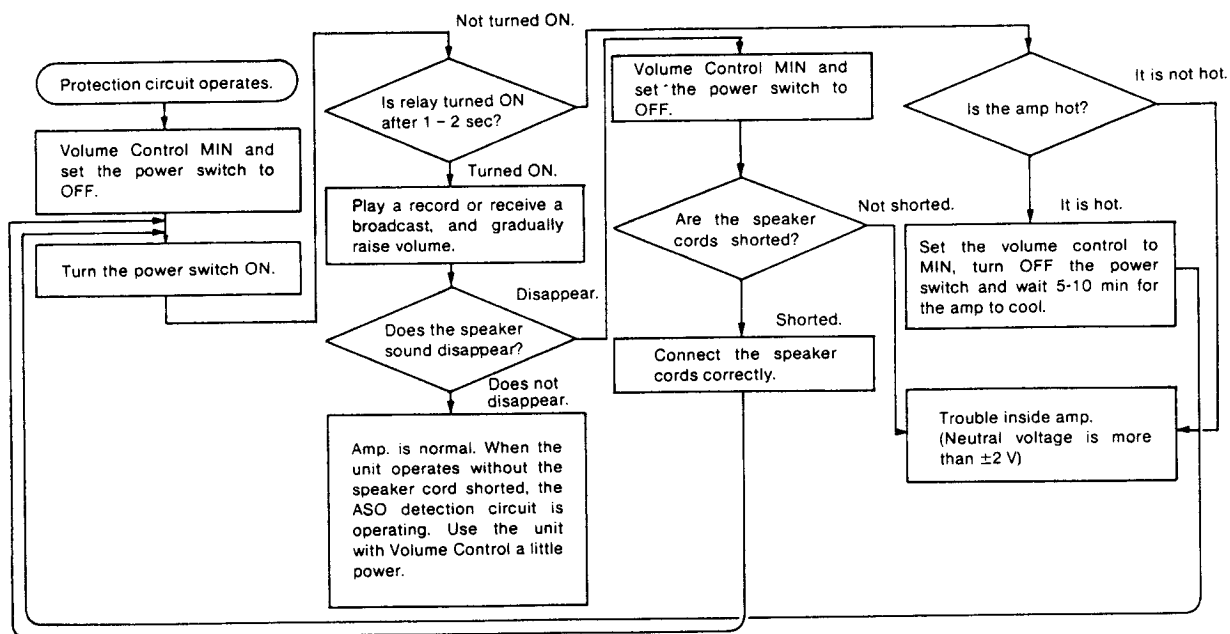 Protection circuit operates.
Volume Control MIN and
set the power switch to
OFF.
Turn the power switch ON.
Not turned ON.
Is relay turned ON
after 1 – 2 sec?
Turned ON.
Play a record or receive a
broadcast, and gradually
raise volume.
Disappear.
Does the speaker
sound disappear?
Does not
disappear.
Amp. is normal. When the
unit operates without the
speaker cord shorted, the
ASO detection circuit is
operating. Use the unit
with Volume Control a little
power.
Volume Control MIN and
set the power switch to
OFF.
Are the speaker
cords shorted?
Not shorted.
Shorted.
Connect the speaker
cords correctly.
Is the amp hot?
It is not hot.
It is hot.
Set the volume control to
MIN, turn OFF the power
switch and wait 5-10 min for
the amp to cool.
Trouble inside amp.
(Neutral voltage is more
than ±2 V)